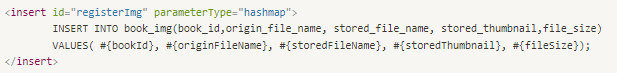 <insert id="registerImg" parameterType="hashmap">
INSERT INTO book_img(book_id,origin_file_name, stored_file_name, stored_thumbnail,file_size)
VALUES( #{bookId}, #{originFileName}, #{storedFileName}, #{storedThumbnail}, #{fileSize});
</insert>